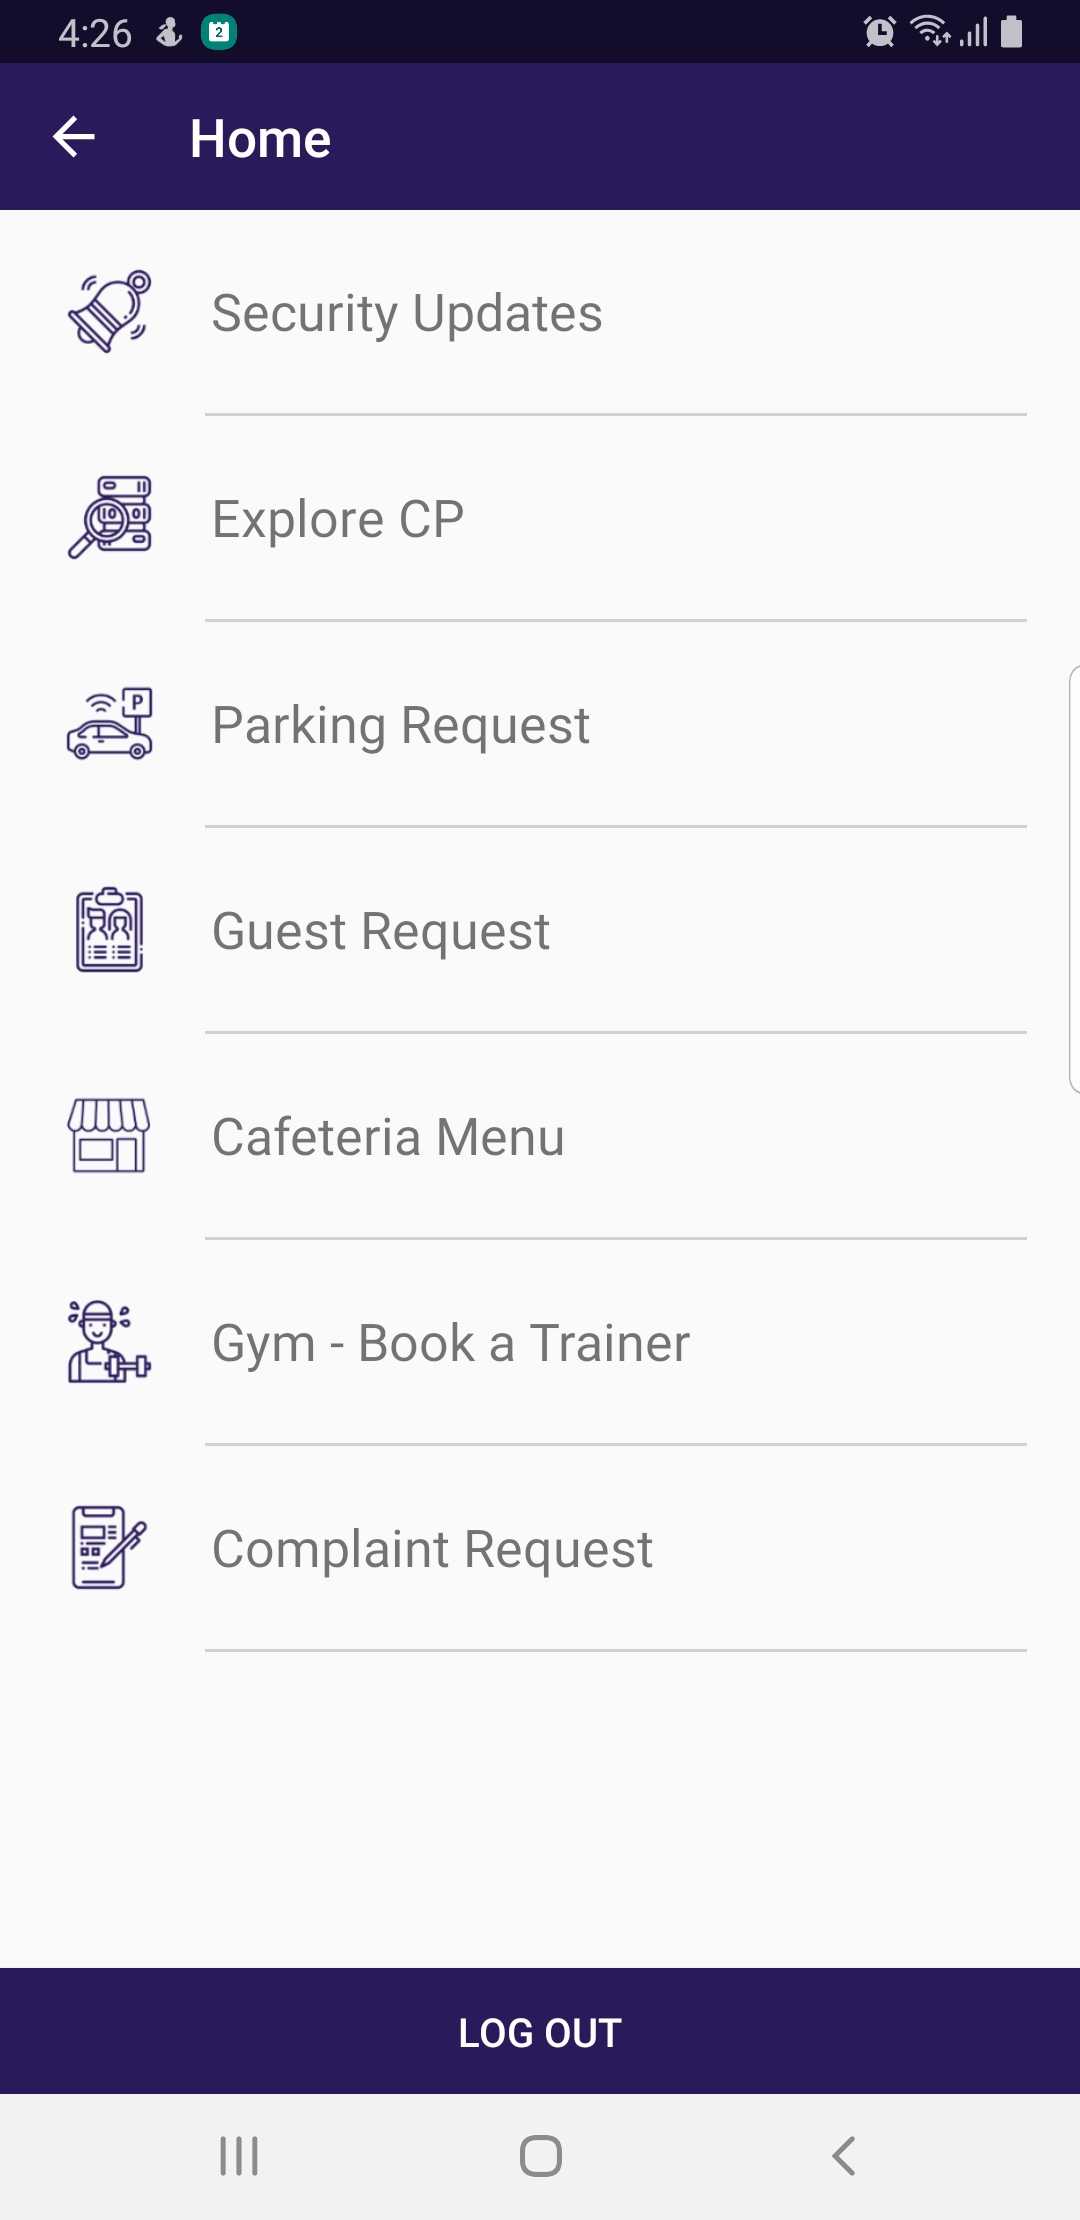 4:26 2
Home
Security Updates
Explore CP
P
Parking Request
Guest Request
Cafeteria Menu
Gym - Book a Trainer
Complaint Request
LOG OUT